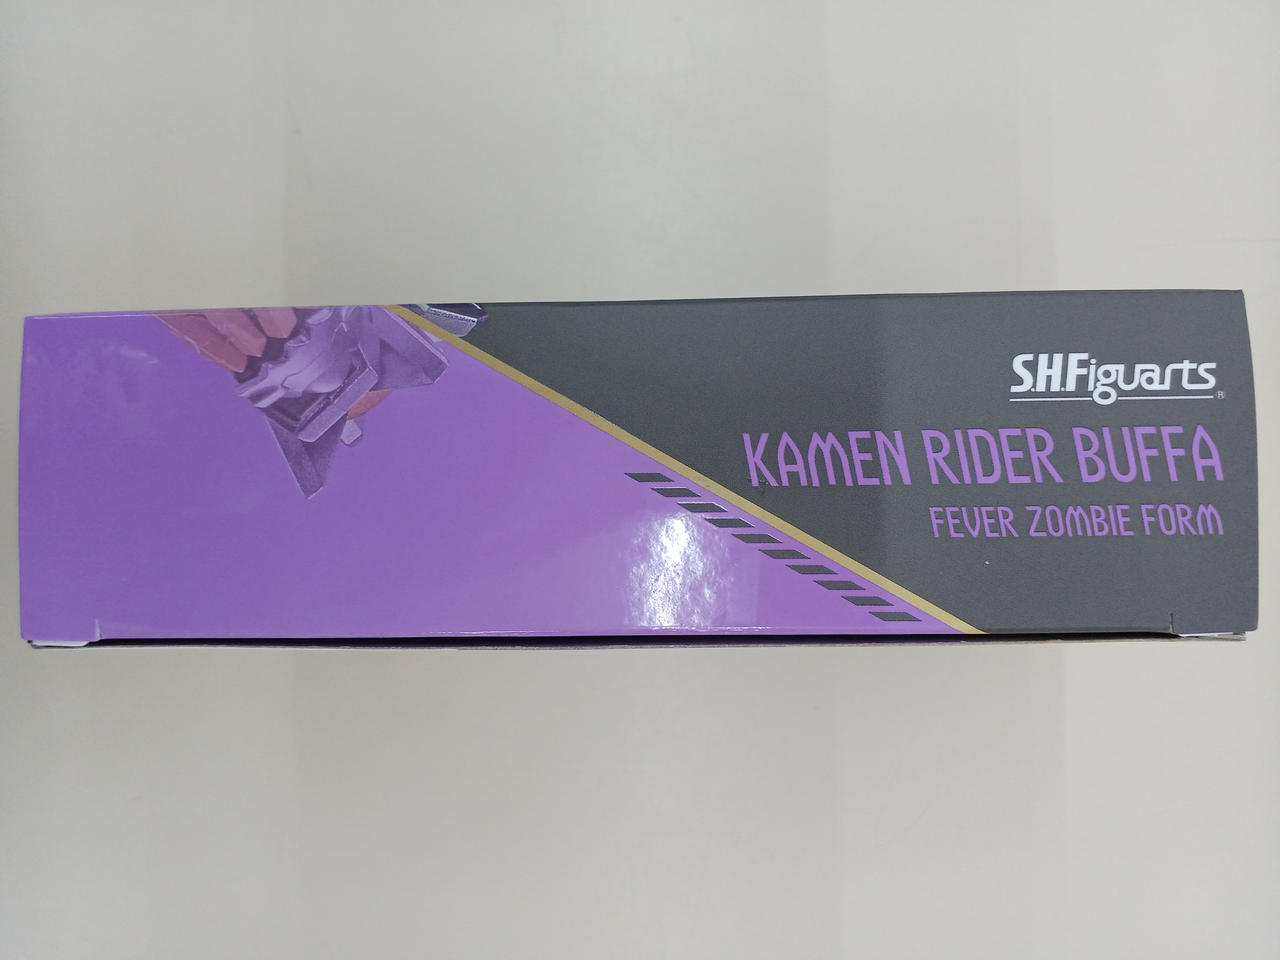 S.H.Figuarts®
KAMEN RIDER BUFFA
FEVER ZOMBIE FORM